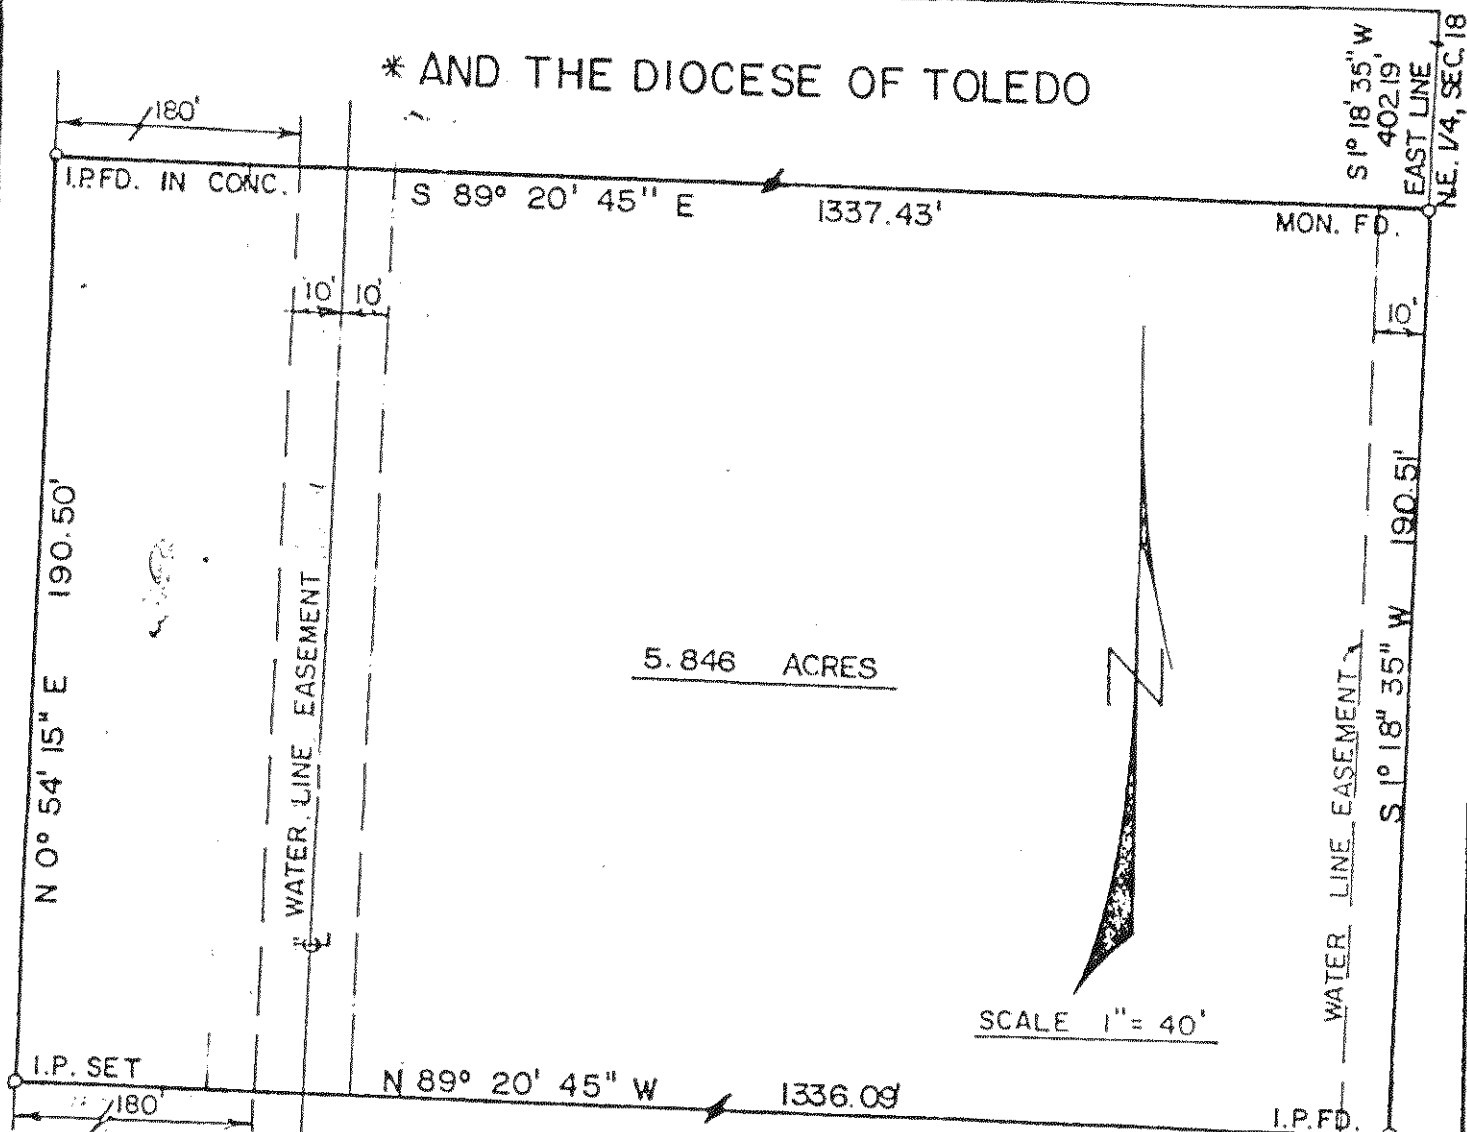 * AND THE DIOCESE OF TOLEDO
S 1° 18' 35" W
402.19'
EAST LINE
N.E. 1/4, SEC. 18
180'
I.P.FD. IN CONC.
S 89° 20' 45" E 1337.43'
MON. FD.
10' 10'
10'
N 0° 54' 15" E 190.50'
WATER LINE EASEMENT
5.846 ACRES
N
WATER LINE EASEMENT
S 1° 18" 35" W 190.51'
SCALE 1" = 40'
I.P. SET
N 89° 20' 45" W 1336.09'
180'
I.P.FD.